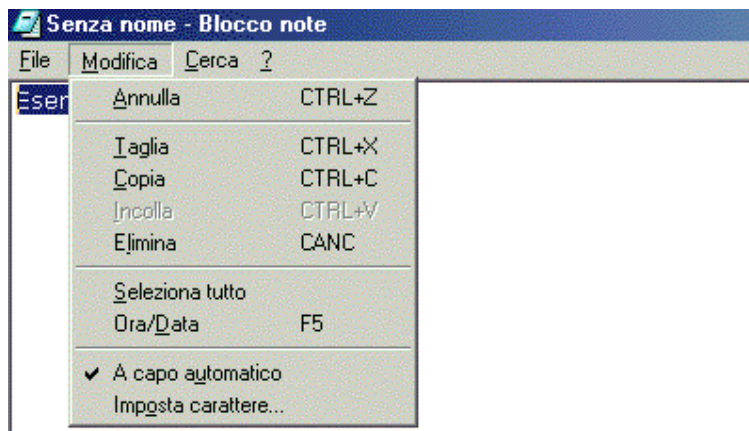 Senza nome - Blocco note
File Modifica Cerca ?
Annulla CTRL+Z
Taglia CTRL+X
Copia CTRL+C
Incolla CTRL+V
Elimina CANC
Seleziona tutto
Ora/Data F5
A capo automatico
Imposta carattere...